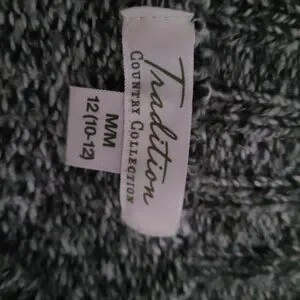 Tradition
COUNTRY COLLECTION
M/M
12 (10-12)